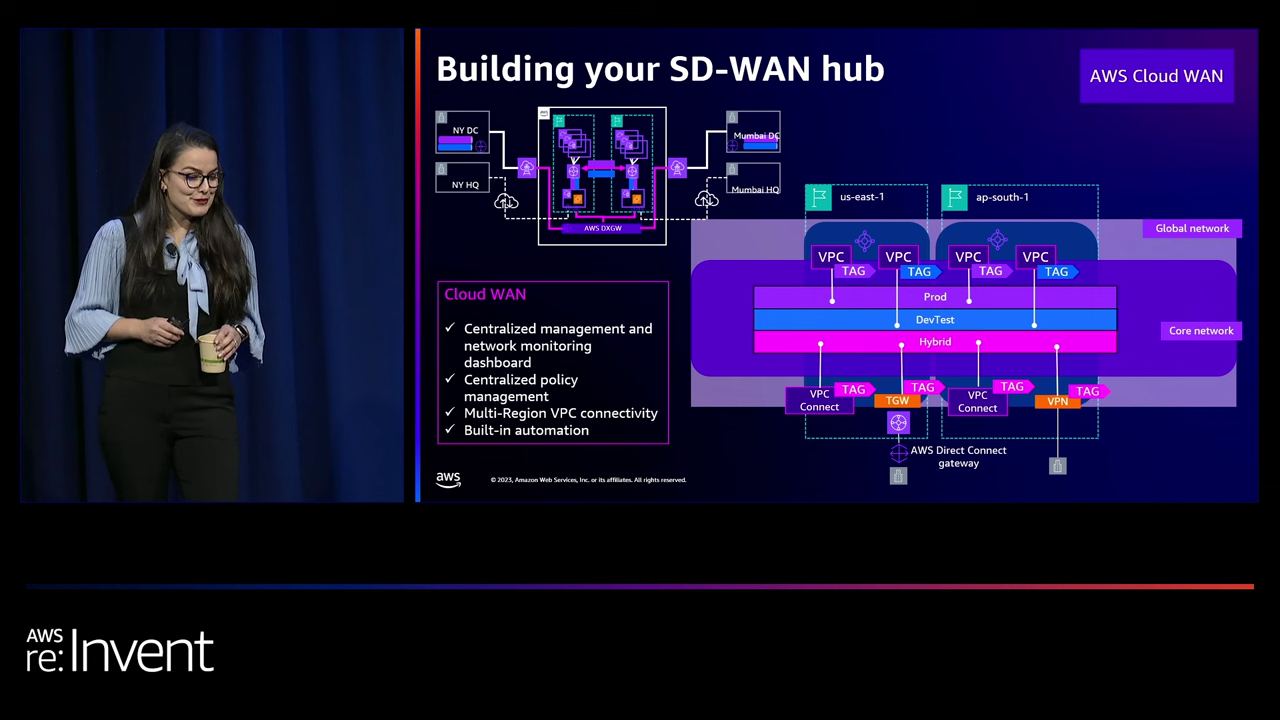 Building your SD-WAN hub
AWS Cloud WAN
NY DC
NY HQ
Mumbai DC
Mumbai HQ
AWS DXGW
us-east-1
ap-south-1
Global network
VPC
VPC
VPC
VPC
TAG
TAG
TAG
TAG
Prod
DevTest
Hybrid
Core network
Cloud WAN
✓ Centralized management and
network monitoring
dashboard
✓ Centralized policy
management
✓ Multi-Region VPC connectivity
✓ Built-in automation
VPC
Connect
TAG
TGW
TAG
VPC
Connect
TAG
VPN
TAG
AWS Direct Connect
gateway
aws
© 2023, Amazon Web Services, Inc. or its affiliates. All rights reserved.
AWS
re:Invent